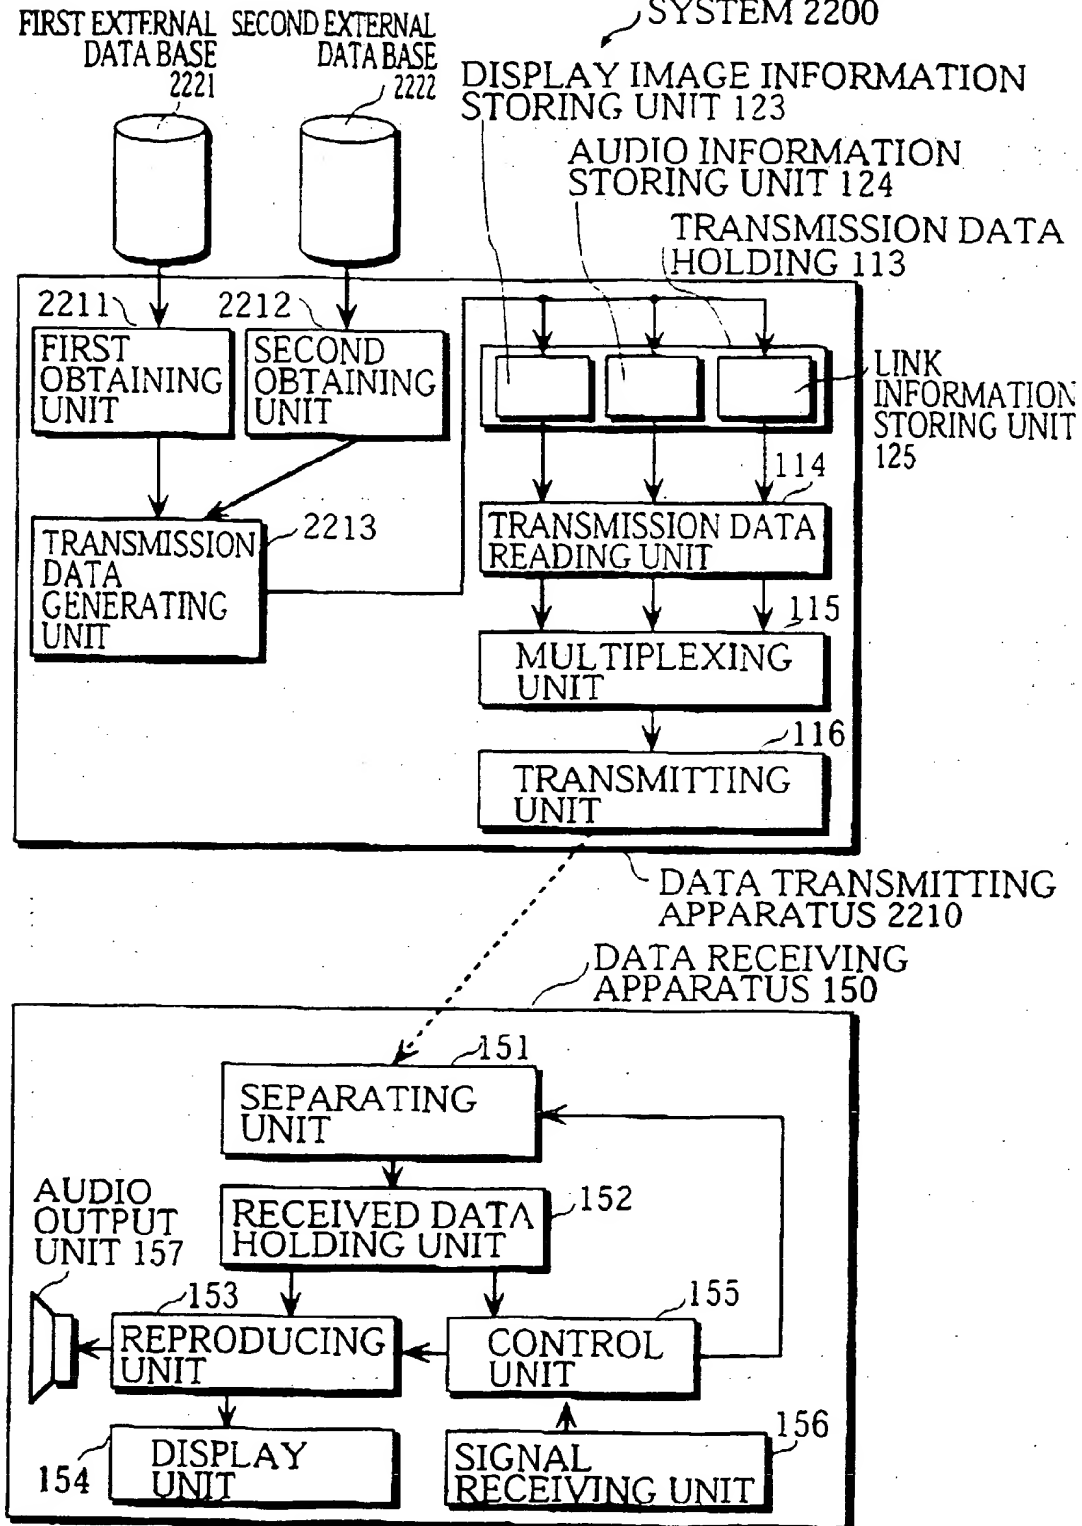 SYSTEM 2200
FIRST EXTERNAL
DATA BASE
2221
SECOND EXTERNAL
DATA BASE
2222
DISPLAY IMAGE INFORMATION
STORING UNIT 123
AUDIO INFORMATION
STORING UNIT 124
TRANSMISSION DATA
HOLDING 113
2211
FIRST
OBTAINING
UNIT
2212
SECOND
OBTAINING
UNIT
LINK
INFORMATION
STORING UNIT
125
114
TRANSMISSION DATA
READING UNIT
2213
TRANSMISSION
DATA
GENERATING
UNIT
115
MULTIPLEXING
UNIT
116
TRANSMITTING
UNIT
DATA TRANSMITTING
APPARATUS 2210
DATA RECEIVING
APPARATUS 150
151
SEPARATING
UNIT
152
RECEIVED DATA
HOLDING UNIT
AUDIO
OUTPUT
UNIT 157
153
REPRODUCING
UNIT
155
CONTROL
UNIT
154
DISPLAY
UNIT
156
SIGNAL
RECEIVING UNIT